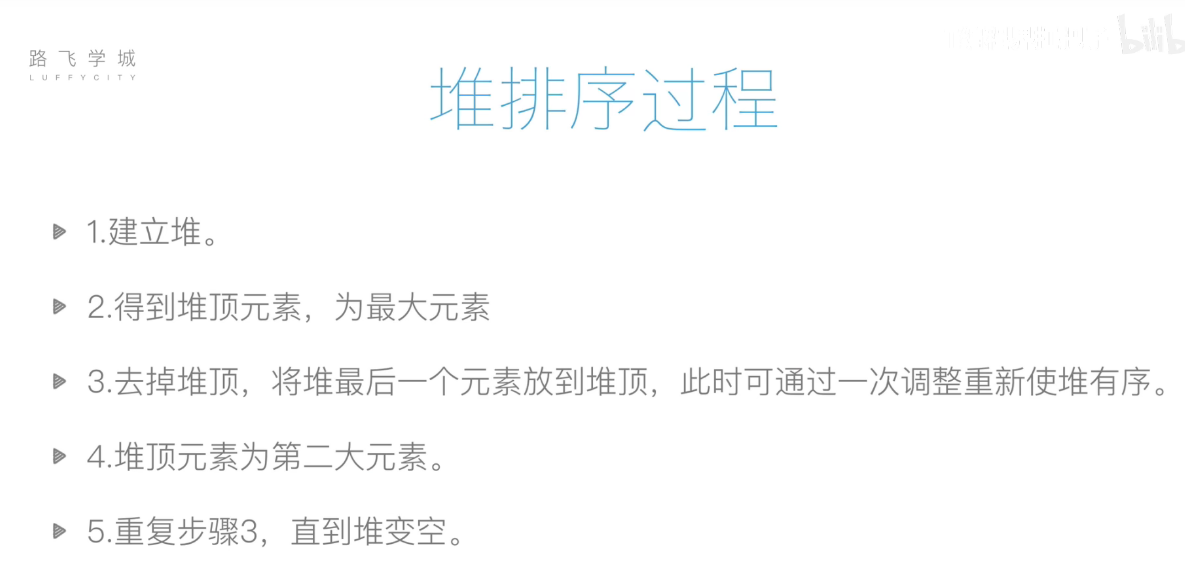 路飞学城
LUFFYCITY
堆排序过程
1.建立堆。
2.得到堆顶元素，为最大元素
3.去掉堆顶，将堆最后一个元素放到堆顶，此时可通过一次调整重新使堆有序。
4.堆顶元素为第二大元素。
5.重复步骤3，直到堆变空。